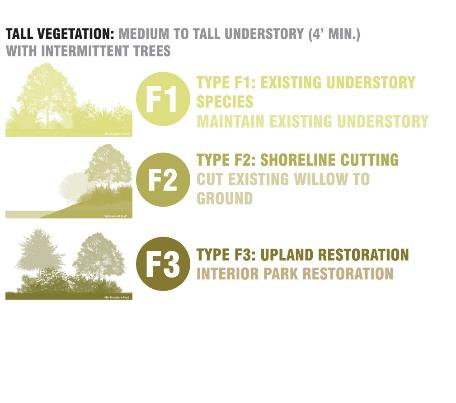 TALL VEGETATION: MEDIUM TO TALL UNDERSTORY (4' MIN.)
WITH INTERMITTENT TREES
F1
TYPE F1: EXISTING UNDERSTORY
SPECIES
MAINTAIN EXISTING UNDERSTORY
F2
TYPE F2: SHORELINE CUTTING
CUT EXISTING WILLOW TO
GROUND
F3
TYPE F3: UPLAND RESTORATION
INTERIOR PARK RESTORATION